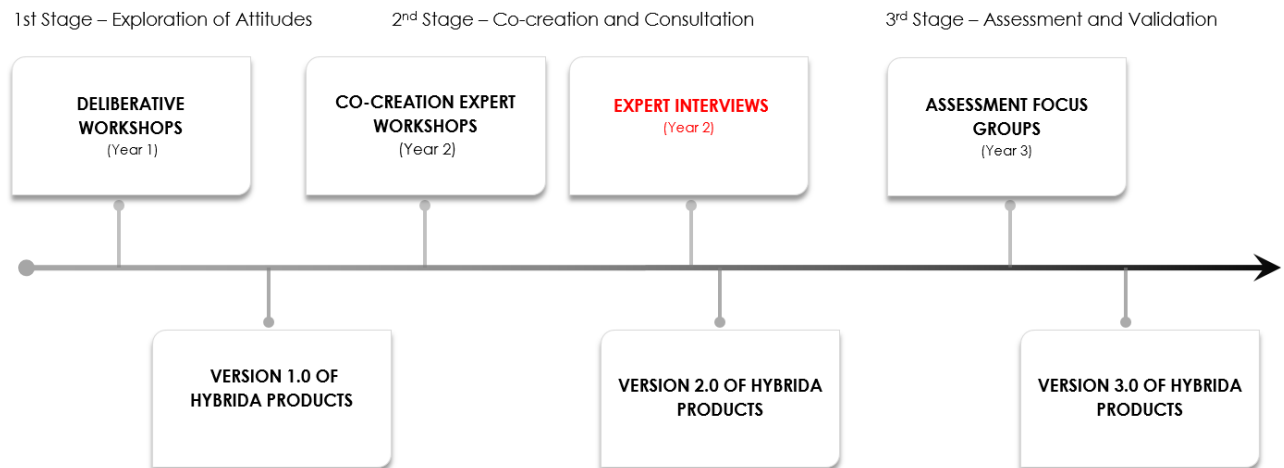 1st Stage – Exploration of Attitudes
2nd Stage – Co-creation and Consultation
3rd Stage – Assessment and Validation
DELIBERATIVE
WORKSHOPS
(Year 1)
CO-CREATION EXPERT
WORKSHOPS
(Year 2)
EXPERT INTERVIEWS
(Year 2)
ASSESSMENT FOCUS
GROUPS
(Year 3)
VERSION 1.0 OF
HYBRIDA PRODUCTS
VERSION 2.0 OF HYBRIDA
PRODUCTS
VERSION 3.0 OF HYBRIDA
PRODUCTS